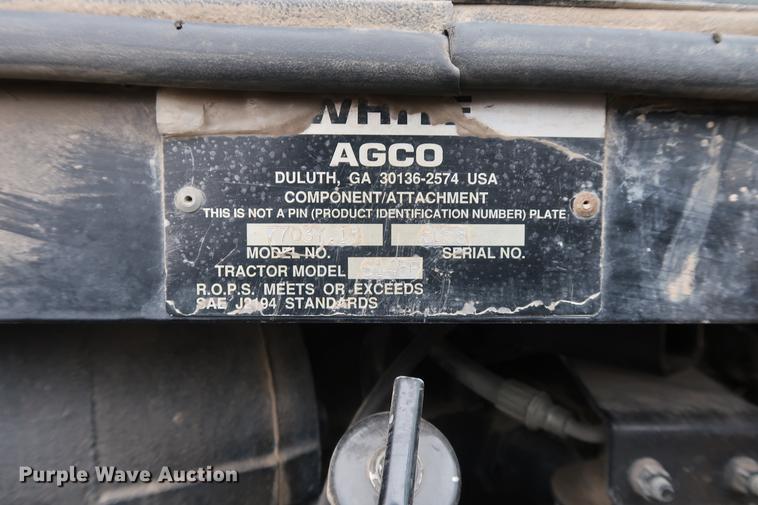 WHITE
AGCO
DULUTH, GA 30136-2574 USA
COMPONENT/ATTACHMENT
THIS IS NOT A PIN (PRODUCT IDENTIFICATION NUMBER) PLATE
MODEL NO. SERIAL NO.
TRACTOR MODEL
R.O.P.S. MEETS OR EXCEEDS
SAE J2194 STANDARDS
Purple Wave Auction